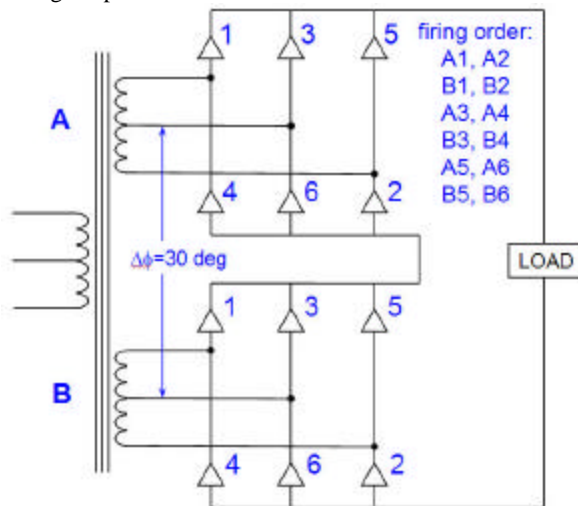 1 3 5
firing order:
A1, A2
B1, B2
A3, A4
B3, B4
A5, A6
B5, B6
A
4 6 2
Δϕ=30 deg
LOAD
1 3 5
B
4 6 2